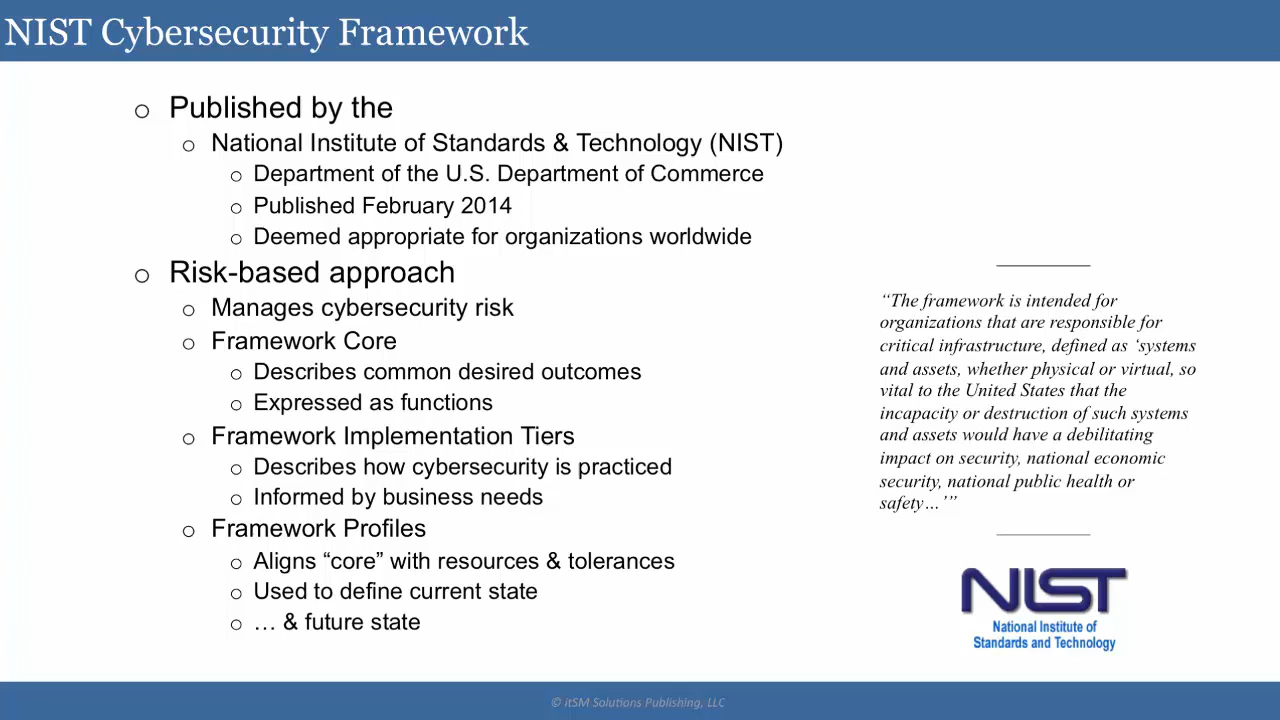 NIST Cybersecurity Framework
o Published by the
o National Institute of Standards & Technology (NIST)
o Department of the U.S. Department of Commerce
o Published February 2014
o Deemed appropriate for organizations worldwide
o Risk-based approach
o Manages cybersecurity risk
o Framework Core
o Describes common desired outcomes
o Expressed as functions
o Framework Implementation Tiers
o Describes how cybersecurity is practiced
o Informed by business needs
o Framework Profiles
o Aligns “core” with resources & tolerances
o Used to define current state
o … & future state
“The framework is intended for
organizations that are responsible for
critical infrastructure, defined as ‘systems
and assets, whether physical or virtual, so
vital to the United States that the
incapacity or destruction of such systems
and assets would have a debilitating
impact on security, national economic
security, national public health or
safety…’”
NIST
National Institute of
Standards and Technology
© itSM Solutions Publishing, LLC